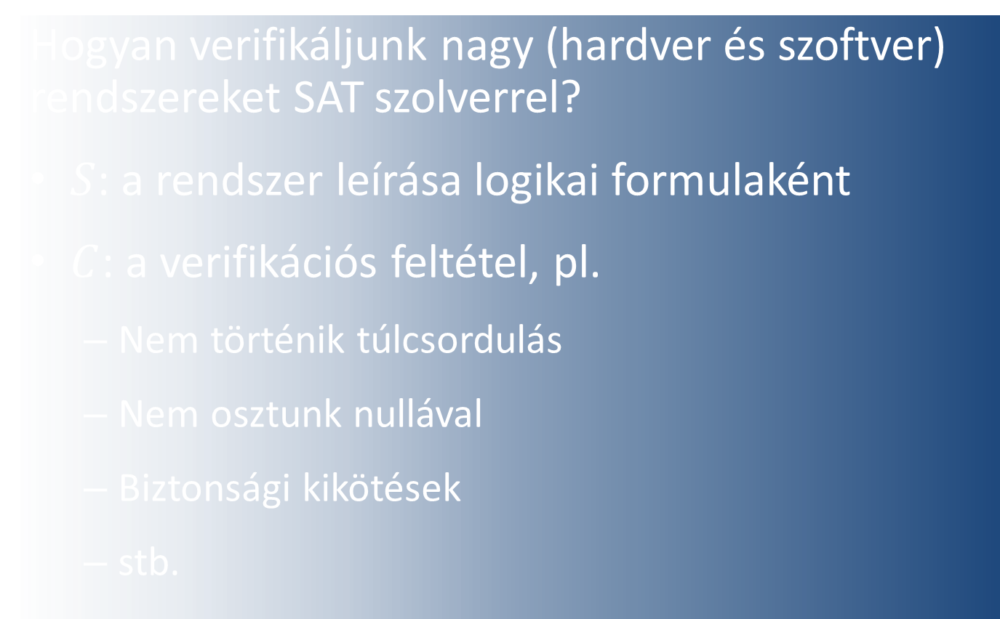 Hogyan verifikáljunk nagy (hardver és szoftver)
rendszereket SAT szolverrel?
• S: a rendszer leírása logikai formulaként
• C: a verifikációs feltétel, pl.
– Nem történik túlcsordulás
– Nem osztunk nullával
– Biztonsági kikötések
– stb.